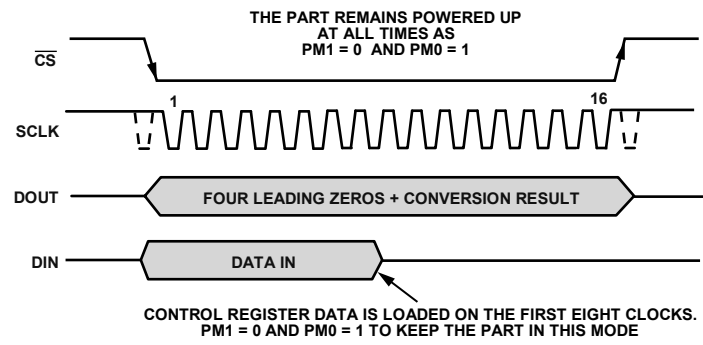 THE PART REMAINS POWERED UP
AT ALL TIMES AS
PM1 = 0 AND PM0 = 1
CS
1
16
SCLK
DOUT
FOUR LEADING ZEROS + CONVERSION RESULT
DIN
DATA IN
CONTROL REGISTER DATA IS LOADED ON THE FIRST EIGHT CLOCKS.
PM1 = 0 AND PM0 = 1 TO KEEP THE PART IN THIS MODE